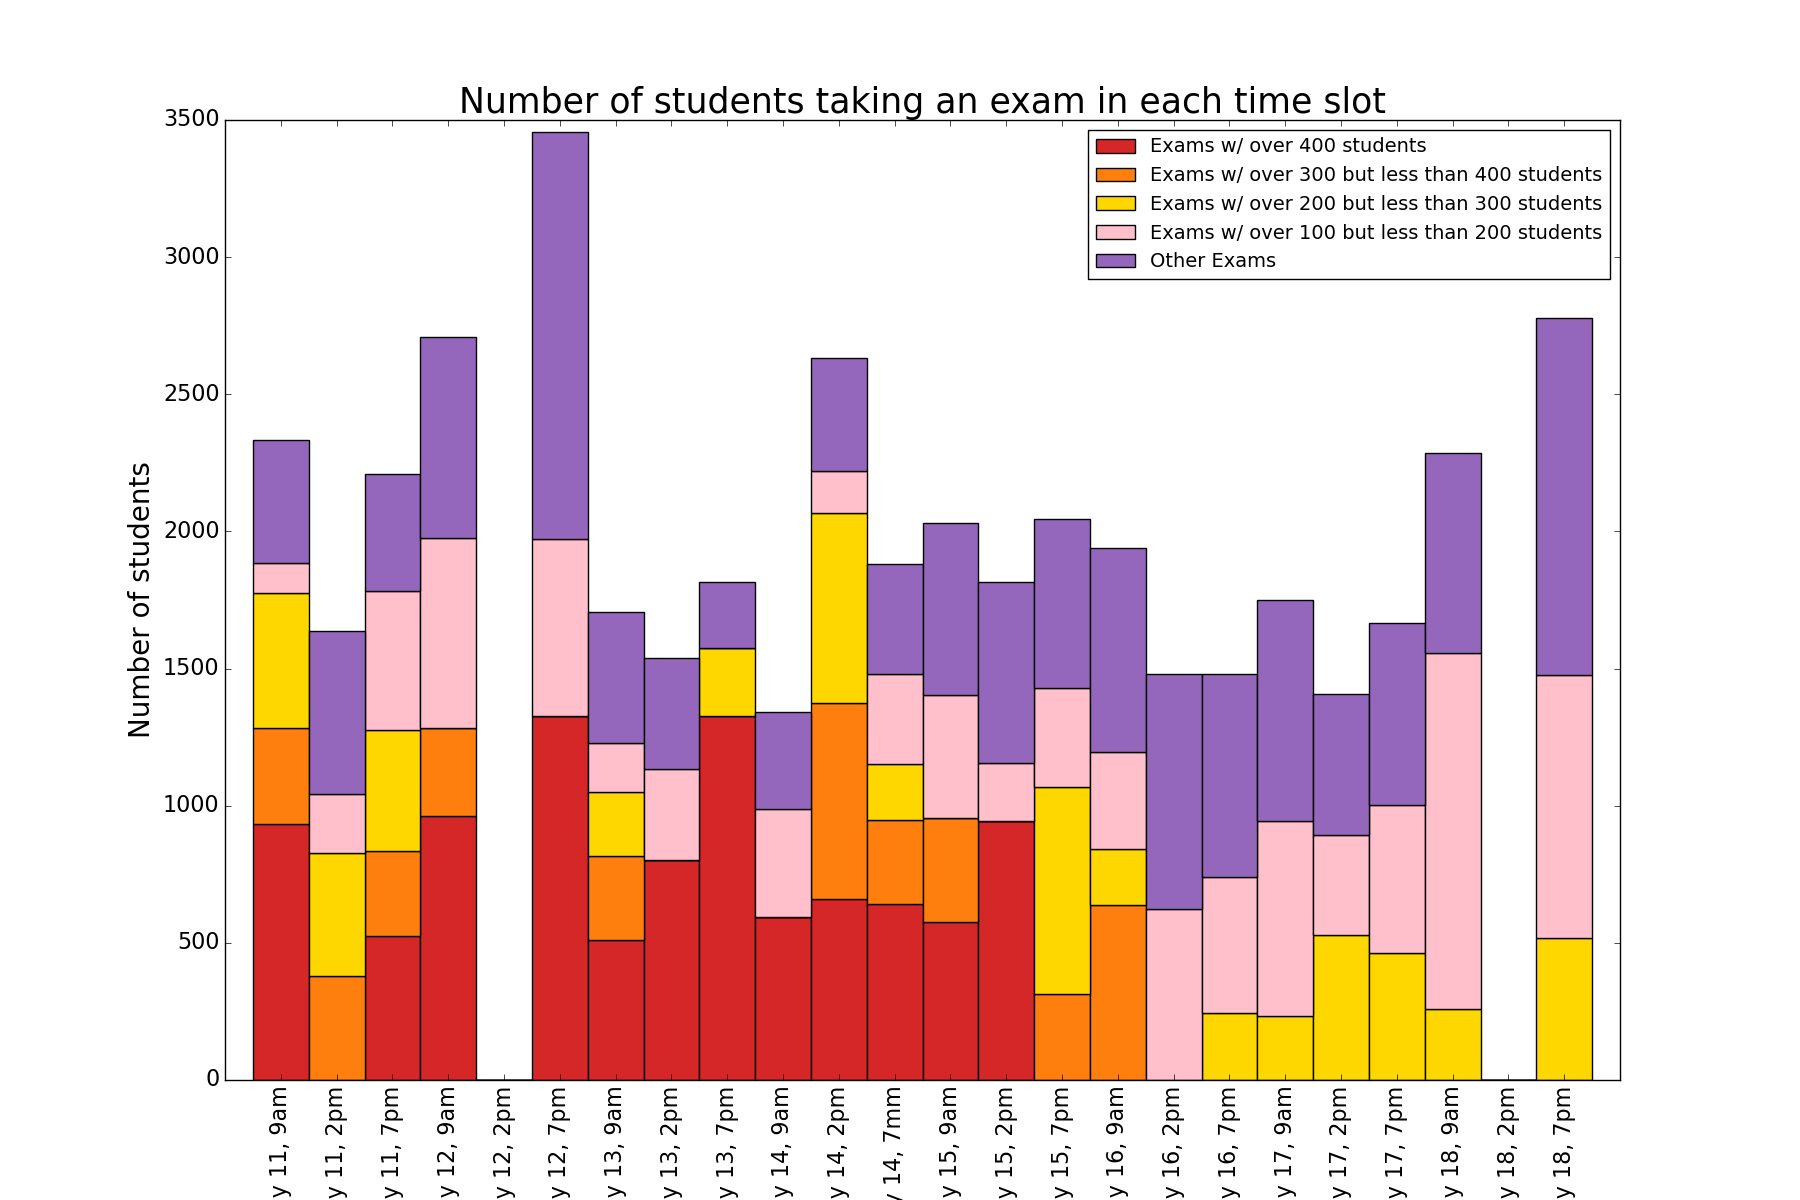 Number of students taking an exam in each time slot
3500
3000
2500
2000
1500
1000
500
0
Number of students
Exams w/ over 400 students
Exams w/ over 300 but less than 400 students
Exams w/ over 200 but less than 300 students
Exams w/ over 100 but less than 200 students
Other Exams
y 11, 9am
y 11, 2pm
y 11, 7pm
y 12, 9am
y 12, 2pm
y 12, 7pm
y 13, 9am
y 13, 2pm
y 13, 7pm
y 14, 9am
y 14, 2pm
y 14, 7mm
y 15, 9am
y 15, 2pm
y 15, 7pm
y 16, 9am
y 16, 2pm
y 16, 7pm
y 17, 9am
y 17, 2pm
y 17, 7pm
y 18, 9am
y 18, 2pm
y 18, 7pm